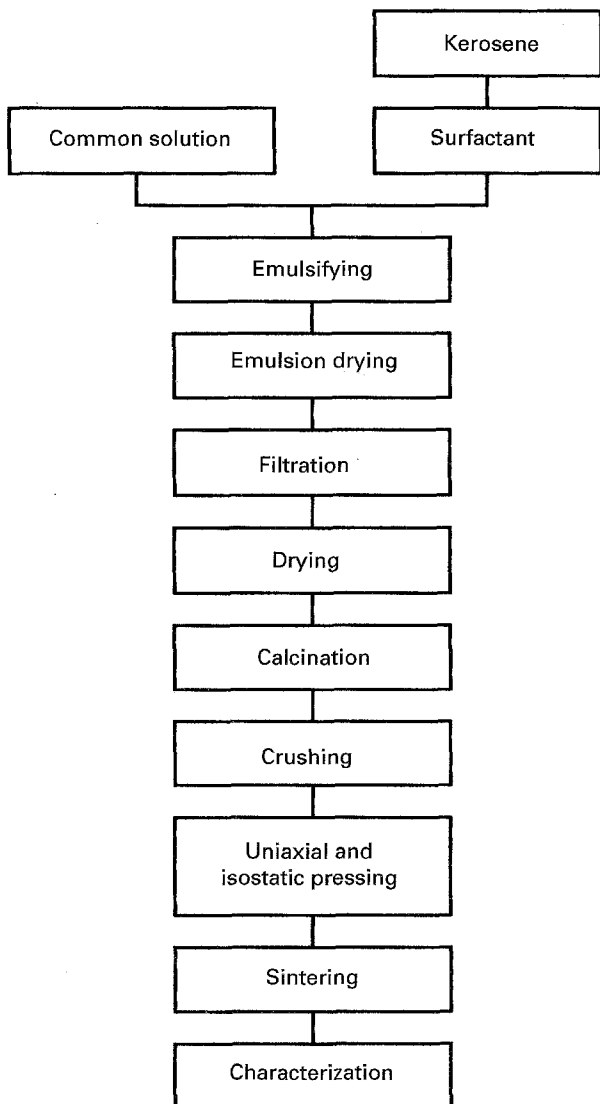 Kerosene
Common solution
Surfactant
Emulsifying
Emulsion drying
Filtration
Drying
Calcination
Crushing
Uniaxial and
isostatic pressing
Sintering
Characterization